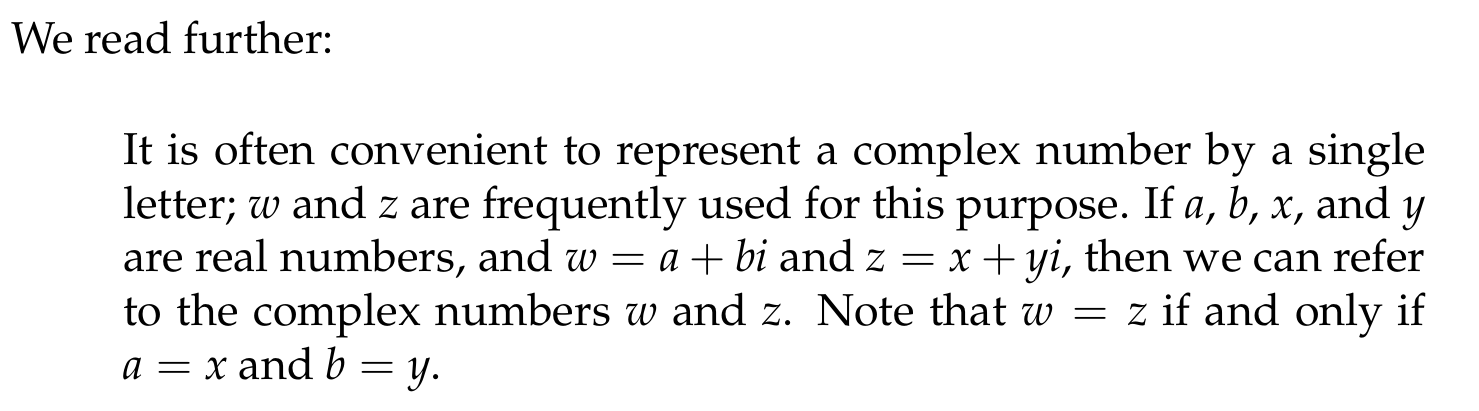 We read further:
It is often convenient to represent a complex number by a single
letter; w and z are frequently used for this purpose. If a, b, x, and y
are real numbers, and w = a + bi and z = x + yi, then we can refer
to the complex numbers w and z. Note that w = z if and only if
a = x and b = y.